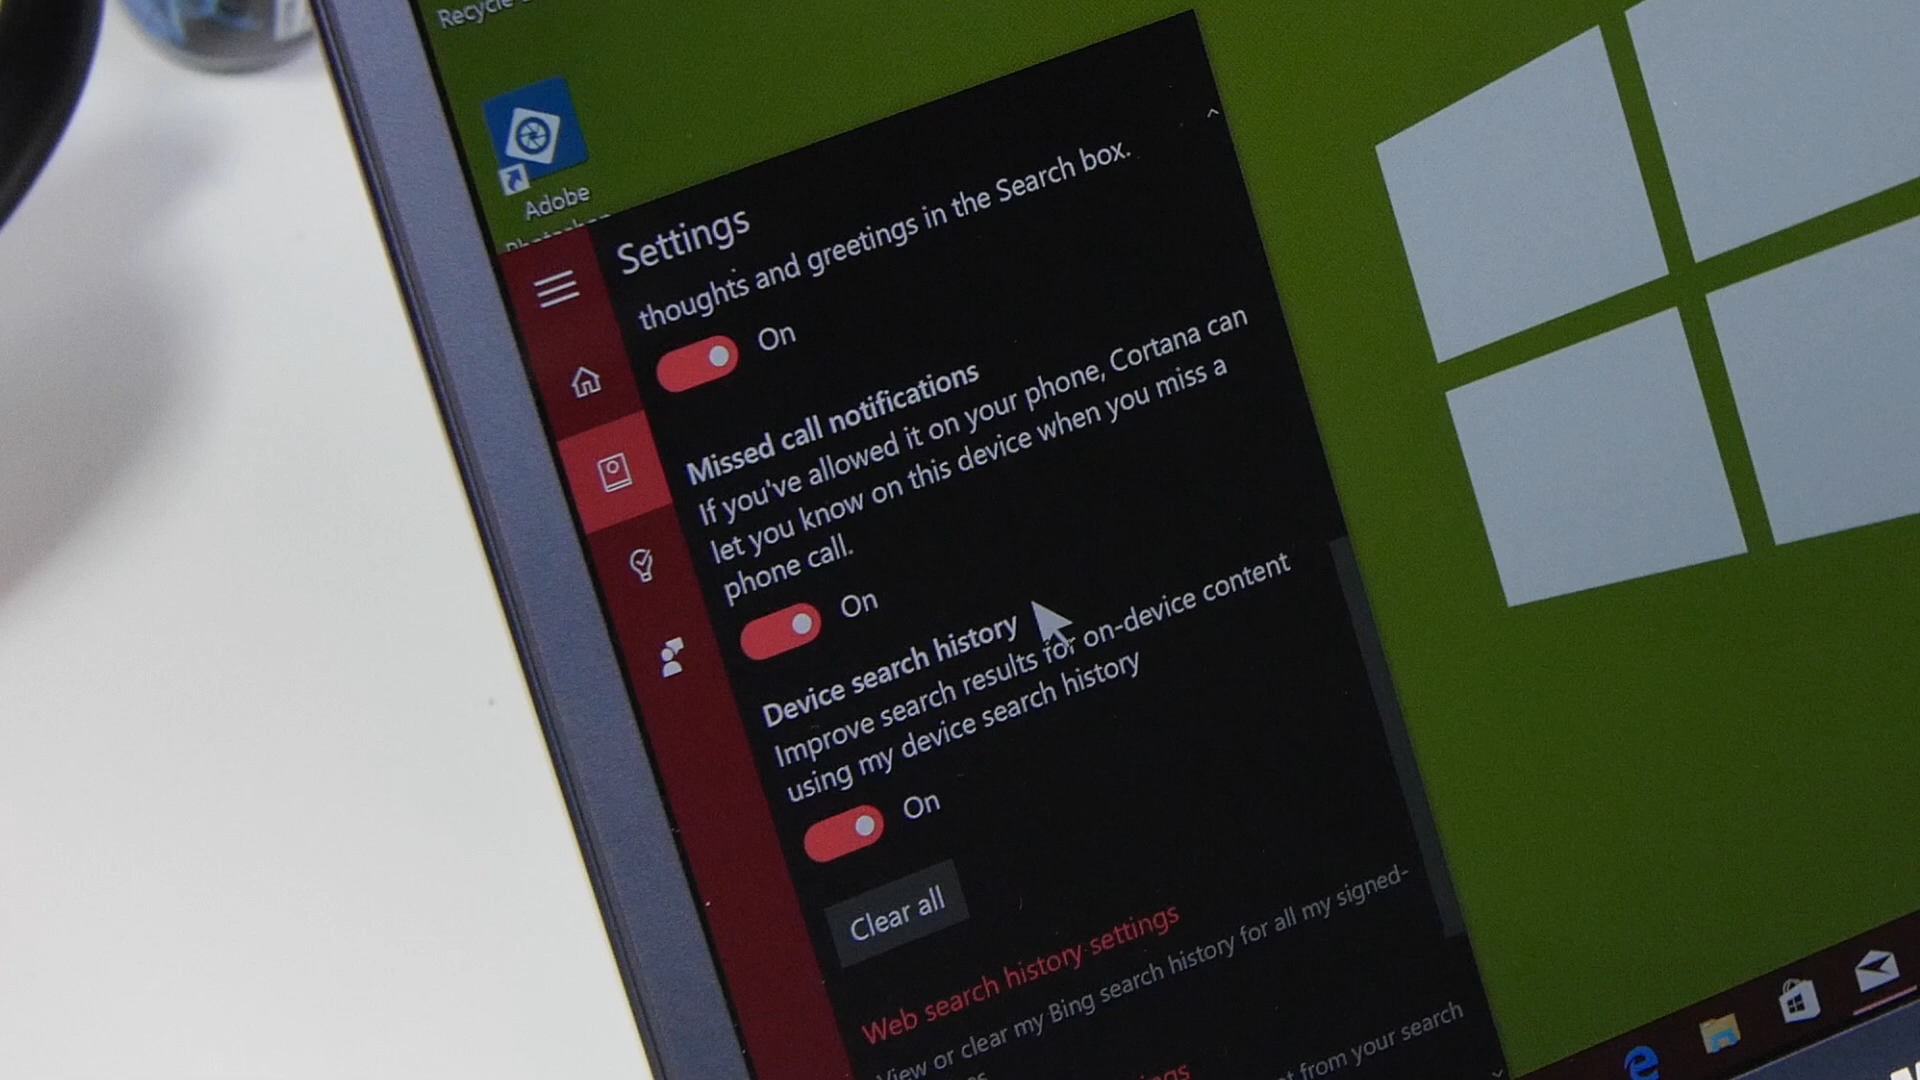 Recycle
Adobe
Settings
thoughts and greetings in the Search box.
On
Missed call notifications
If you've allowed it on your phone, Cortana can
let you know on this device when you miss a
phone call.
On
Device search history
Improve search results for on-device content
using my device search history
On
Clear all
Web search history settings
View or clear my Bing search history for all my signed-
from your search